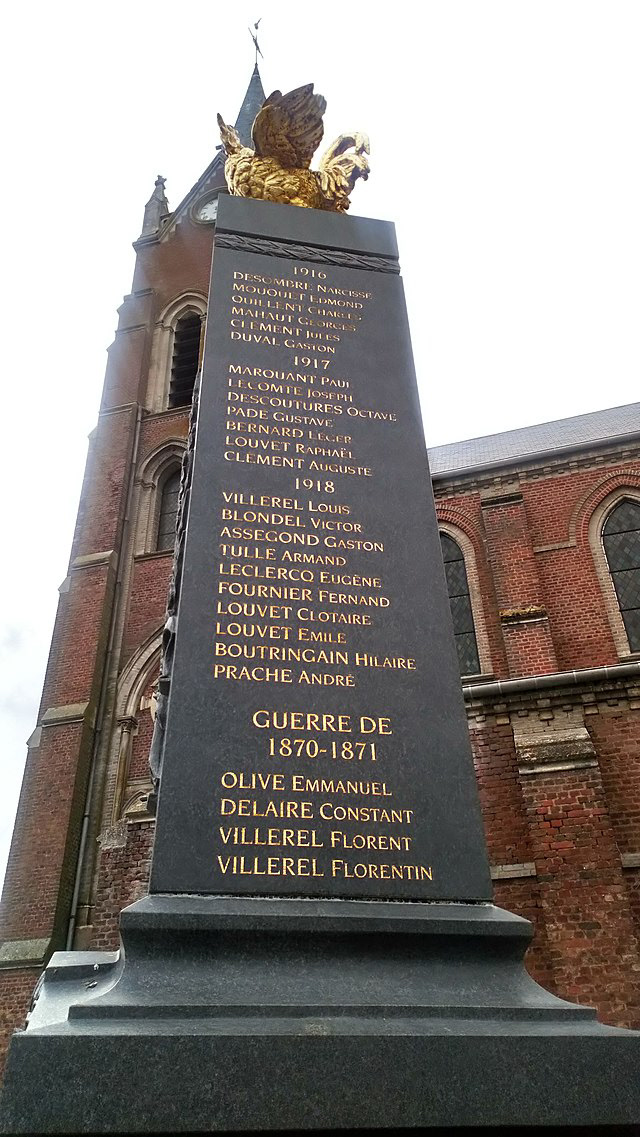 1916
DESOMBRE NARCISSE
MOUQUET EDMOND
QUILLENT CHARLES
MAHAUT GEORGES
CLEMENT JULES
DUVAL GASTON
1917
MARQUANT PAUL
LECOMTE JOSEPH
DESCOUTURES OCTAVE
PADE GUSTAVE
BERNARD LEGER
LOUVET RAPHAËL
CLEMENT AUGUSTE
1918
VILLEREL LOUIS
BLONDEL VICTOR
ASSEGOND GASTON
TULLE ARMAND
LECLERCQ EUGÈNE
FOURNIER FERNAND
LOUVET CLOTAIRE
LOUVET EMILE
BOUTRINGAIN HILAIRE
PRACHE ANDRÉ
GUERRE DE
1870-1871
OLIVE EMMANUEL
DELAIRE CONSTANT
VILLEREL FLORENT
VILLEREL FLORENTIN